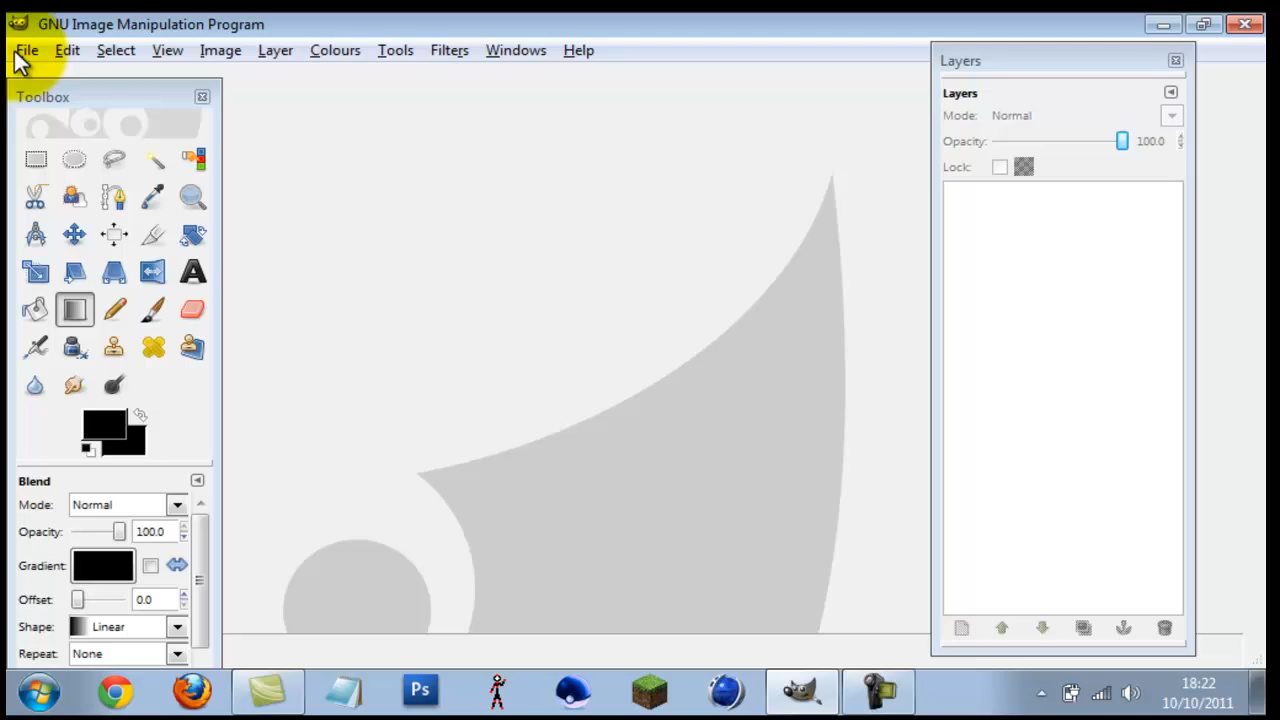 GNU Image Manipulation Program
File Edit Select View Image Layer Colours Tools Filters Windows Help
Toolbox
Layers
Layers
Mode: Normal
Opacity: 100.0
Lock:
A
Blend
Mode: Normal
Opacity: 100.0
Gradient:
Offset: 0.0
Shape: Linear
Repeat: None
Ps
18:22
10/10/2011